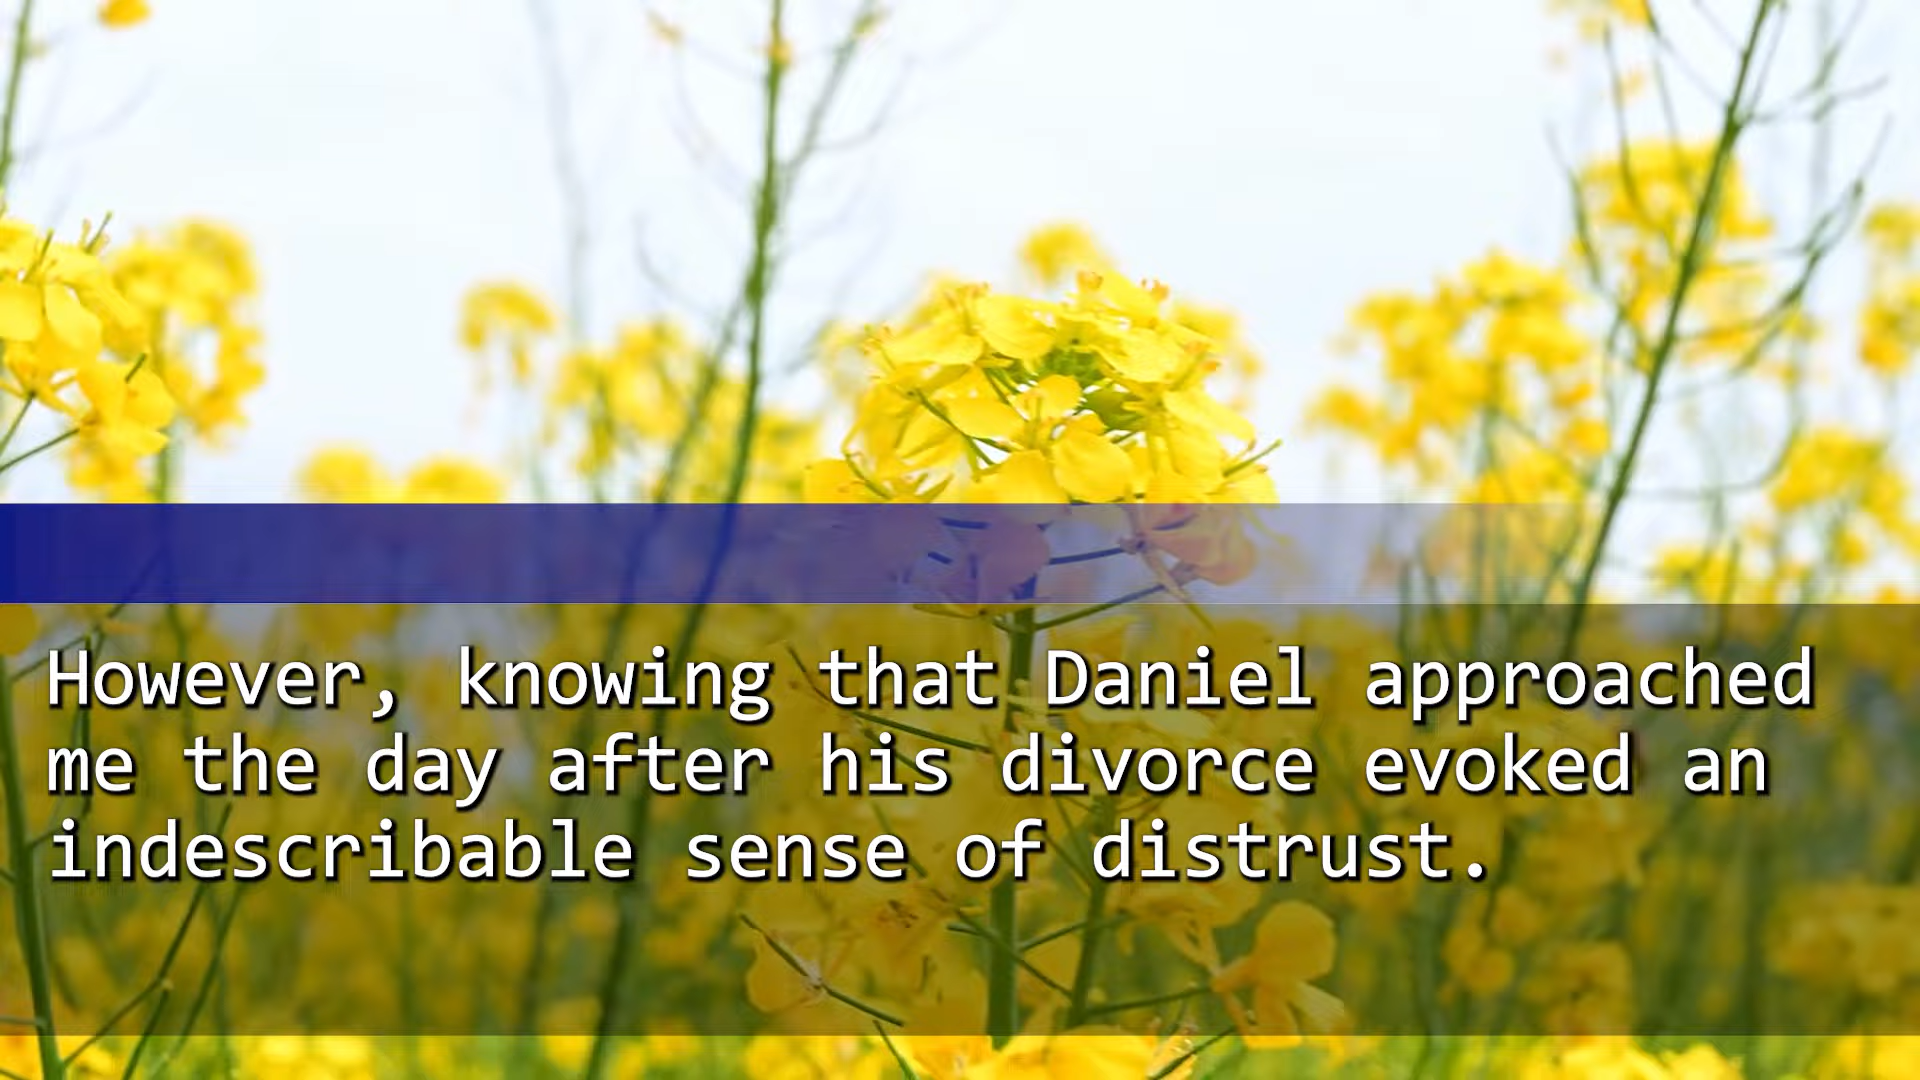 However, knowing that Daniel approached
me the day after his divorce evoked an
indescribable sense of distrust.